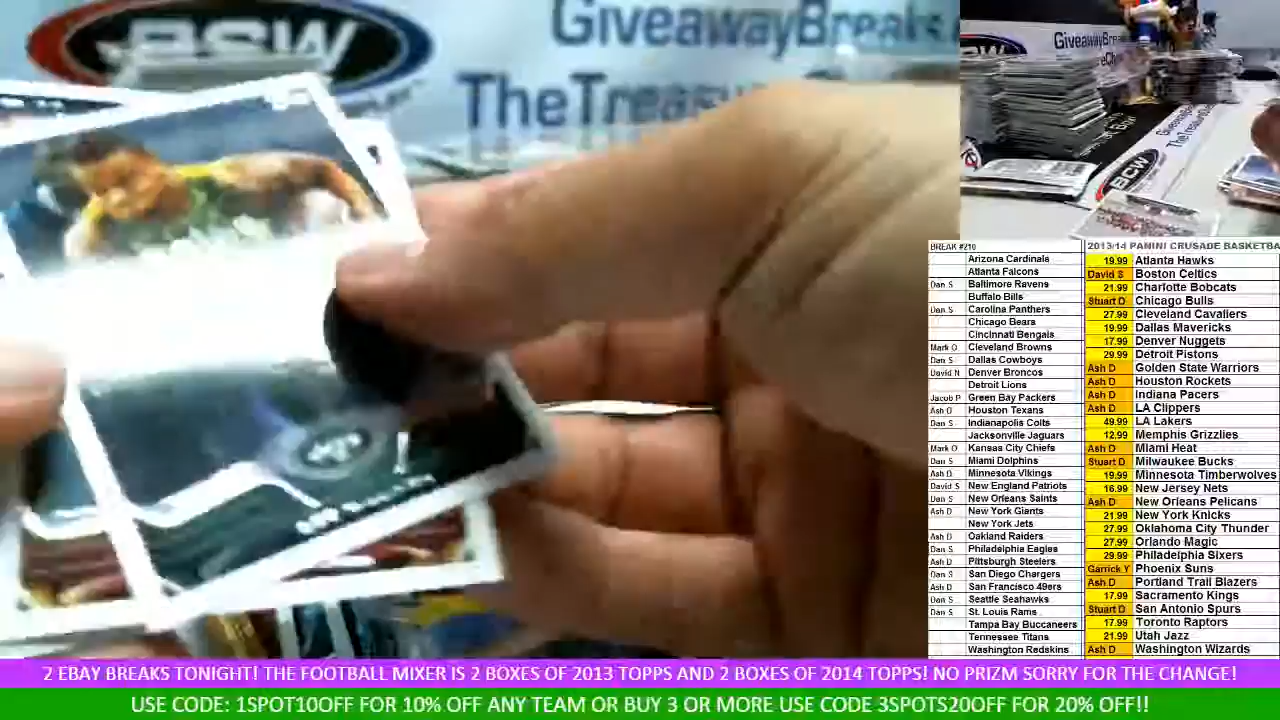 BCW
GiveawayBreaks.
TheTreasu
BCW
GiveawayBre
BCW
BREAK #210
Arizona Cardinals
Atlanta Falcons
Dan S Baltimore Ravens
Buffalo Bills
Dan S Carolina Panthers
Chicago Bears
Cincinnati Bengals
Mark O Cleveland Browns
Dan S Dallas Cowboys
David N Denver Broncos
Detroit Lions
Jacob P Green Bay Packers
Ash D Houston Texans
Dan S Indianapolis Colts
Jacksonville Jaguars
Mark O Kansas City Chiefs
Dan S Miami Dolphins
Ash D Minnesota Vikings
David S New England Patriots
Dan S New Orleans Saints
Ash D New York Giants
New York Jets
Ash D Oakland Raiders
Dan S Philadelphia Eagles
Ash D Pittsburgh Steelers
Dan S San Diego Chargers
Ash D San Francisco 49ers
Dan S Seattle Seahawks
Dan S St. Louis Rams
Tampa Bay Buccaneers
Tennessee Titans
Washington Redskins
2013/14 PANINI CRUSADE BASKETBA
19.99 Atlanta Hawks
David S Boston Celtics
21.99 Charlotte Bobcats
Stuart D Chicago Bulls
27.99 Cleveland Cavaliers
19.99 Dallas Mavericks
17.99 Denver Nuggets
29.99 Detroit Pistons
Ash D Golden State Warriors
Ash D Houston Rockets
Ash D Indiana Pacers
Ash D LA Clippers
49.99 LA Lakers
12.99 Memphis Grizzlies
Ash D Miami Heat
Stuart D Milwaukee Bucks
19.99 Minnesota Timberwolves
16.99 New Jersey Nets
Ash D New Orleans Pelicans
21.99 New York Knicks
27.99 Oklahoma City Thunder
27.99 Orlando Magic
29.99 Philadelphia Sixers
Garrick Y Phoenix Suns
Ash D Portland Trail Blazers
17.99 Sacramento Kings
Stuart D San Antonio Spurs
17.99 Toronto Raptors
21.99 Utah Jazz
Ash D Washington Wizards
2 EBAY BREAKS TONIGHT! THE FOOTBALL MIXER IS 2 BOXES OF 2013 TOPPS AND 2 BOXES OF 2014 TOPPS! NO PRIZM SORRY FOR THE CHANGE!
USE CODE: 1SPOT10OFF FOR 10% OFF ANY TEAM OR BUY 3 OR MORE USE CODE 3SPOTS20OFF FOR 20% OFF!!